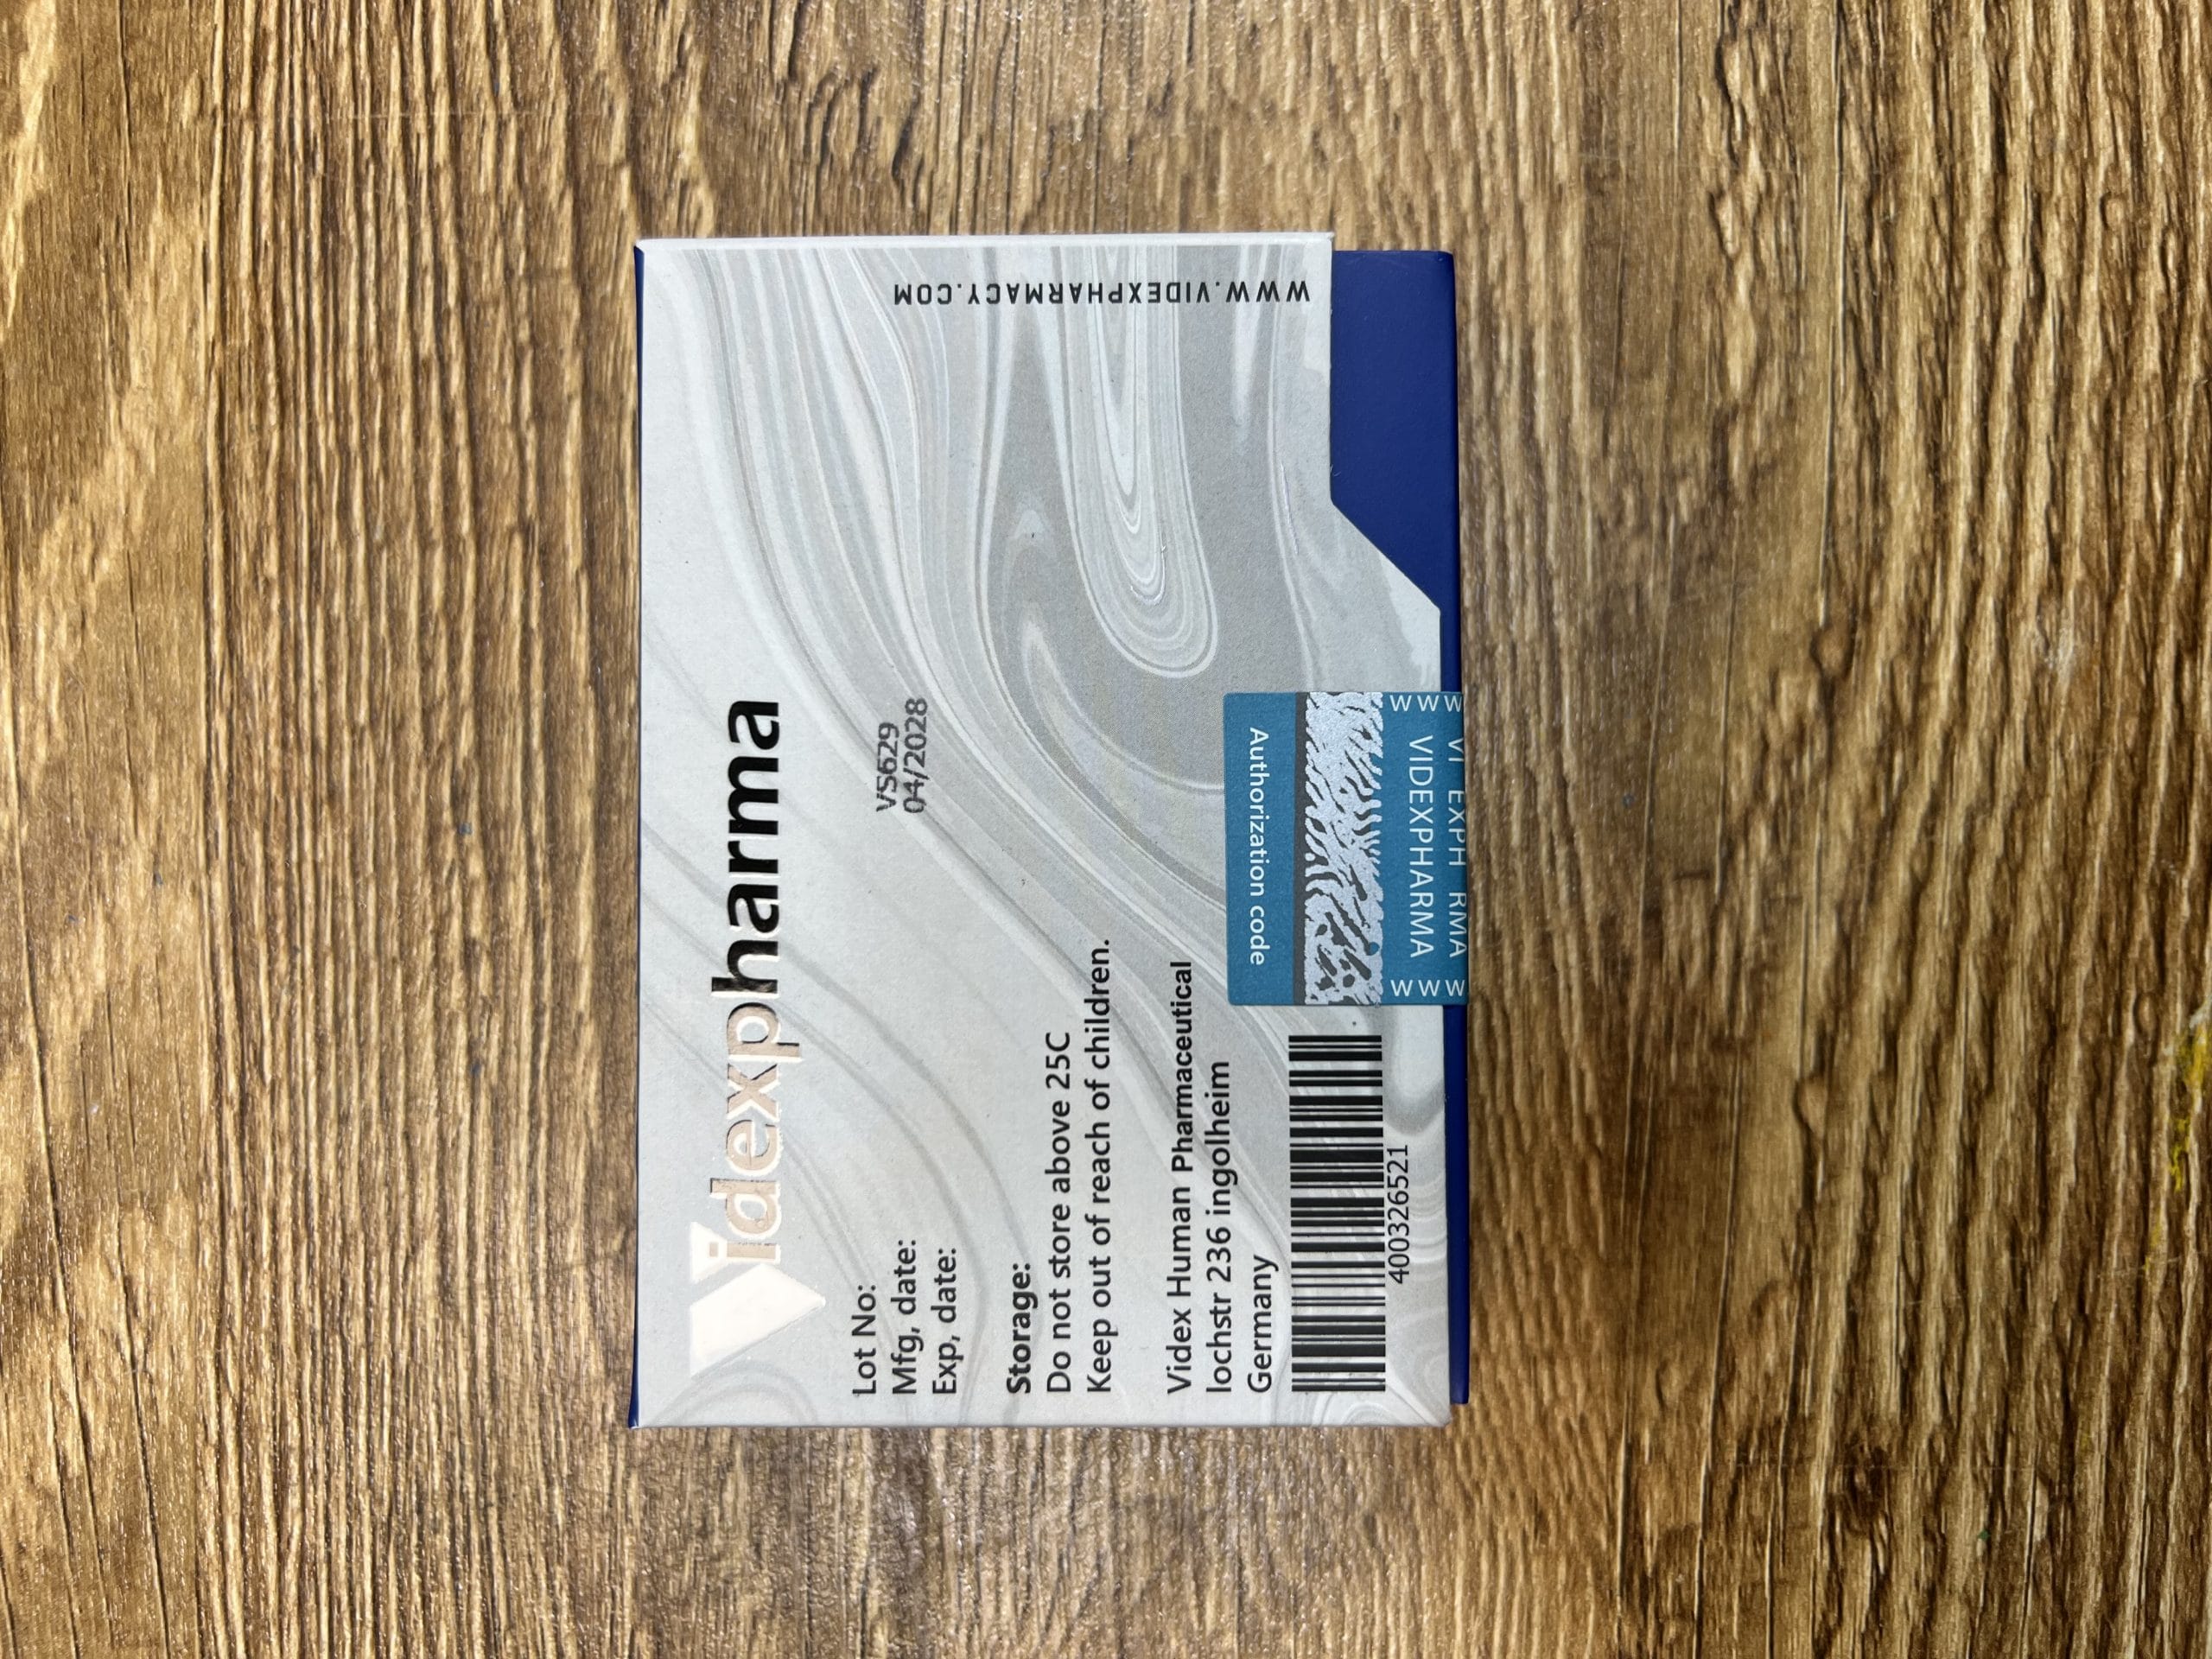 Videxpharma
VS629
04/2028
Lot No:
Mfg, date:
Exp, date:
Storage:
Do not store above 25C
Keep out of reach of children.
Videx Human Pharmaceutical
lochstr 236 ingolheim
Germany
400326521
WWW.VIDEXPHARMACY.COM
Authorization code
WWW
VIDEXPHARMA
WWW